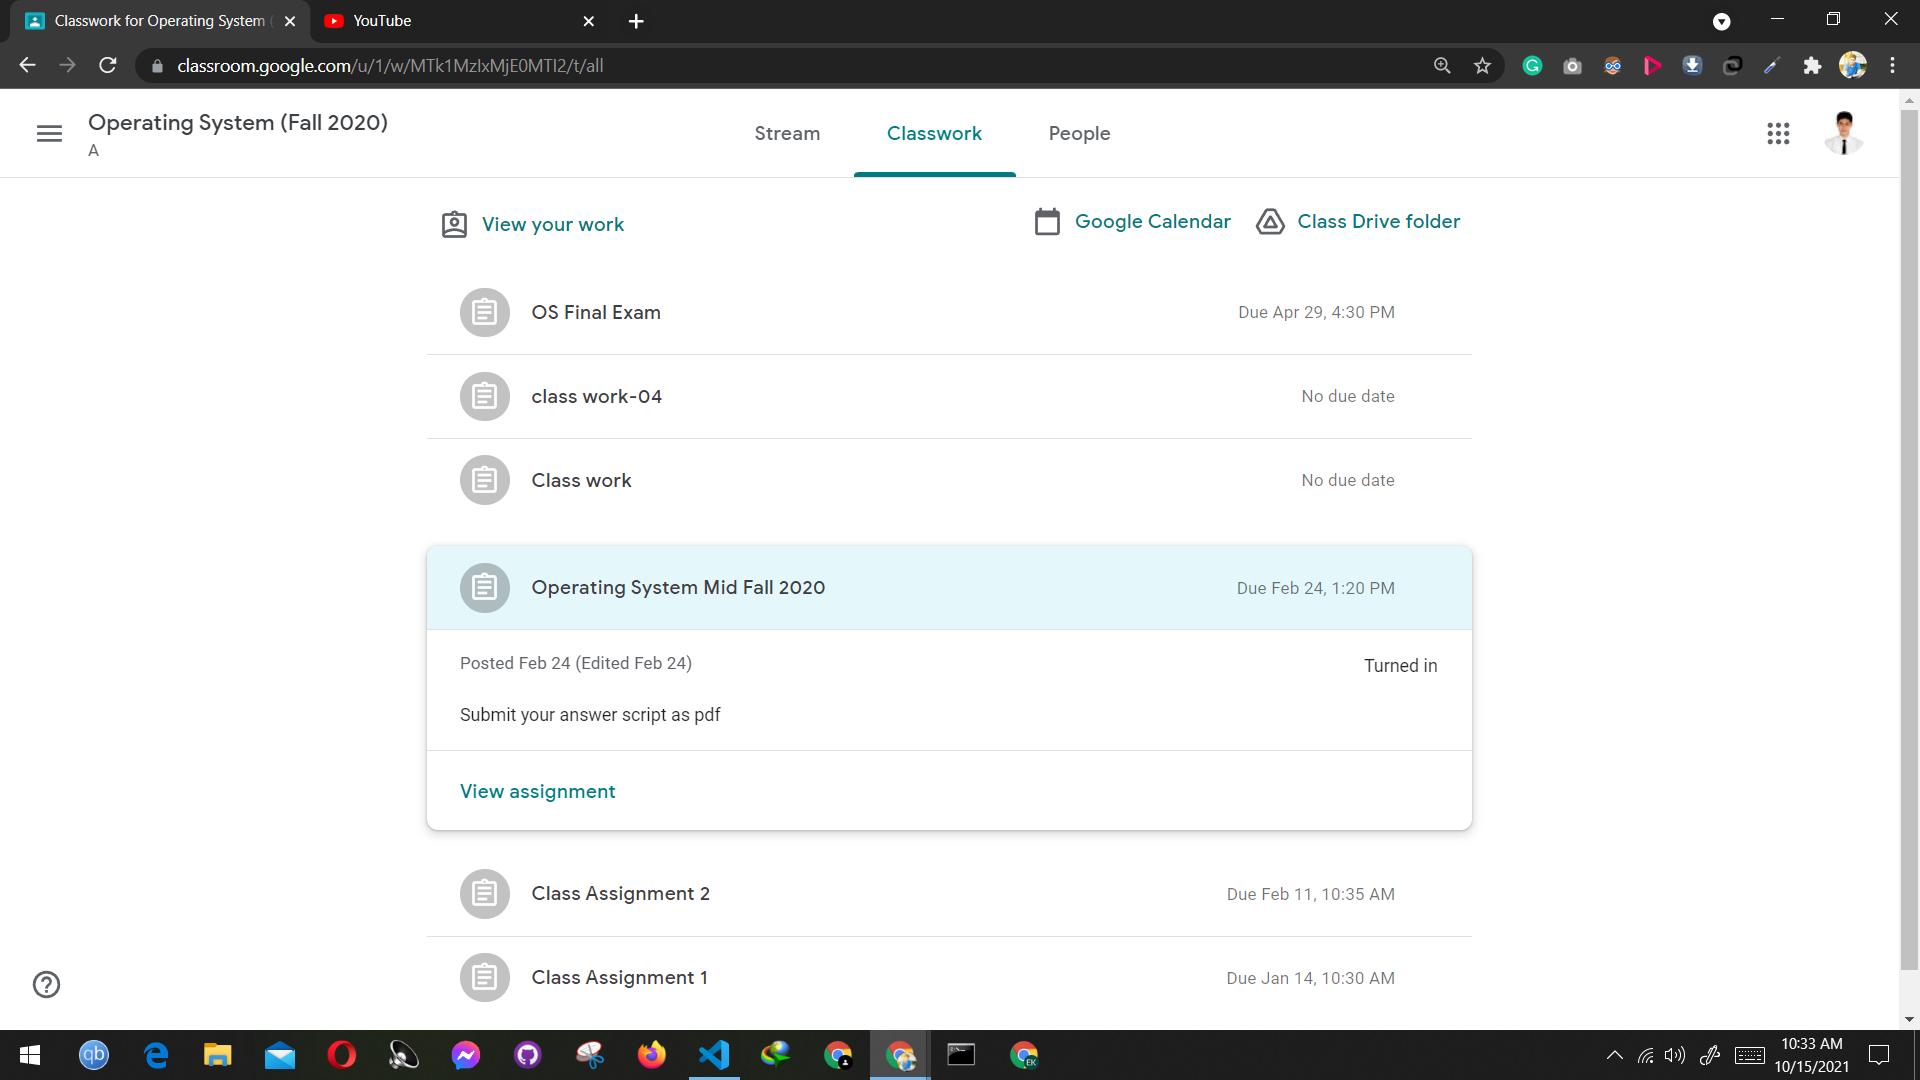 Classwork for Operating System (
YouTube
classroom.google.com/u/1/w/MTk1MzIxMjE0MTI2/t/all
Operating System (Fall 2020)
A
Stream
Classwork
People
View your work
Google Calendar
Class Drive folder
OS Final Exam
Due Apr 29, 4:30 PM
class work-04
No due date
Class work
No due date
Operating System Mid Fall 2020
Due Feb 24, 1:20 PM
Posted Feb 24 (Edited Feb 24)
Turned in
Submit your answer script as pdf
View assignment
Class Assignment 2
Due Feb 11, 10:35 AM
Class Assignment 1
Due Jan 14, 10:30 AM
qb
EK
10:33 AM
10/15/2021